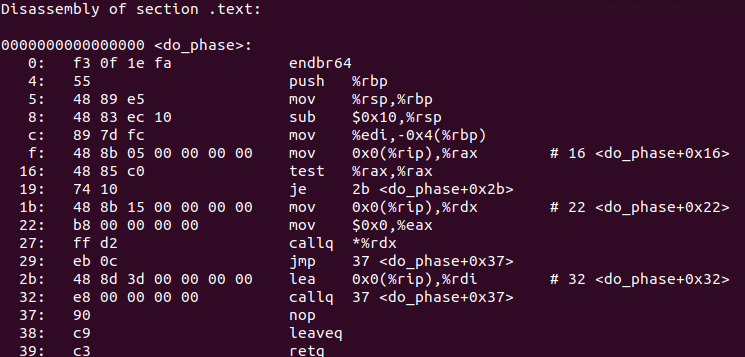 Disassembly of section .text:
0000000000000000 <do_phase>:
   0:	f3 0f 1e fa          	endbr64
   4:	55                   	push   %rbp
   5:	48 89 e5             	mov    %rsp,%rbp
   8:	48 83 ec 10          	sub    $0x10,%rsp
   c:	89 7d fc             	mov    %edi,-0x4(%rbp)
   f:	48 8b 05 00 00 00 00 	mov    0x0(%rip),%rax        # 16 <do_phase+0x16>
  16:	48 85 c0             	test   %rax,%rax
  19:	74 10                	je     2b <do_phase+0x2b>
  1b:	48 8b 15 00 00 00 00 	mov    0x0(%rip),%rdx        # 22 <do_phase+0x22>
  22:	b8 00 00 00 00       	mov    $0x0,%eax
  27:	ff d2                	callq  *%rdx
  29:	eb 0c                	jmp    37 <do_phase+0x37>
  2b:	48 8d 3d 00 00 00 00 	lea    0x0(%rip),%rdi        # 32 <do_phase+0x32>
  32:	e8 00 00 00 00       	callq  37 <do_phase+0x37>
  37:	90                   	nop
  38:	c9                   	leaveq
  39:	c3                   	retq